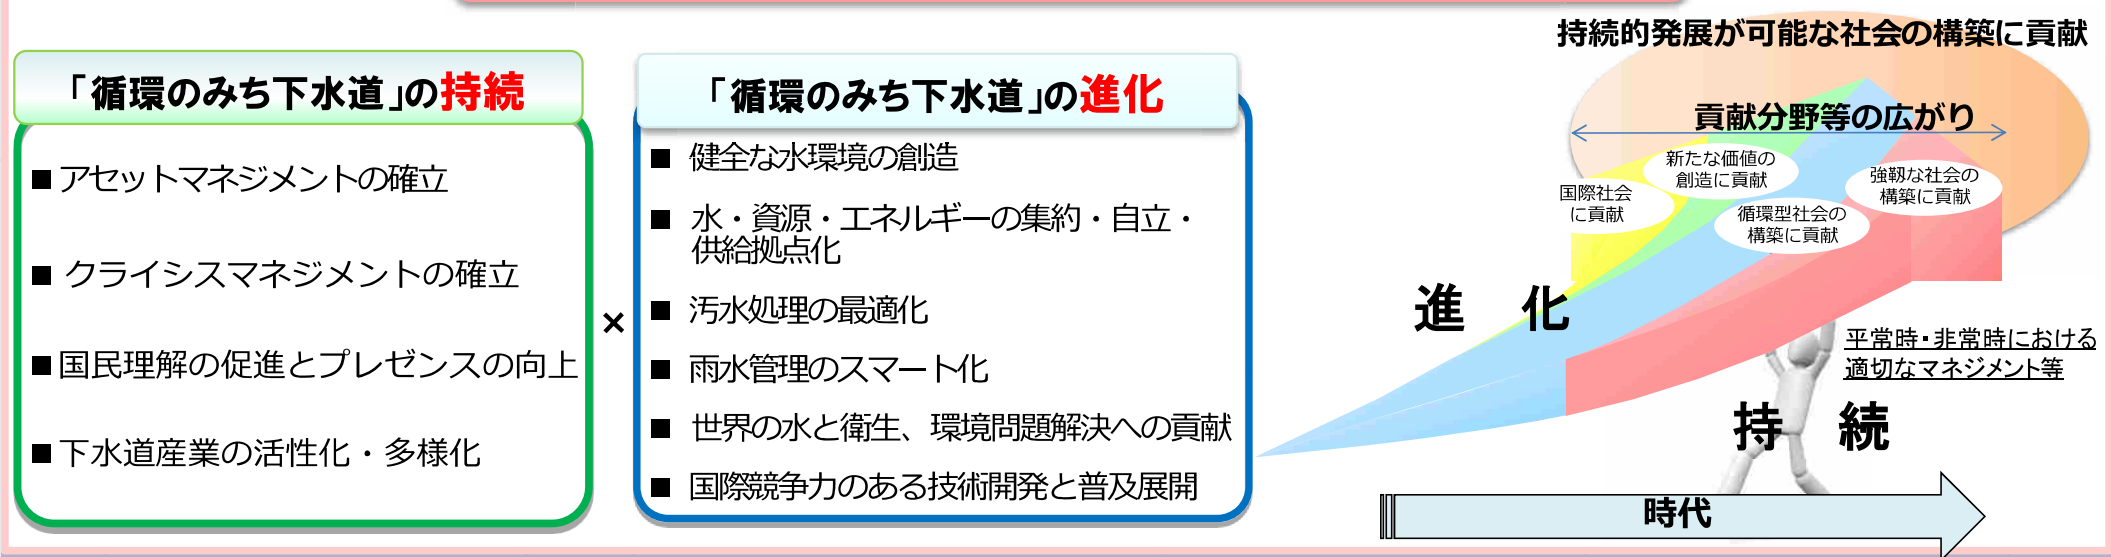 「循環のみち下水道」の持続
■アセットマネジメントの確立
■クライシスマネジメントの確立
■国民理解の促進とプレゼンスの向上
■下水道産業の活性化・多様化
×
「循環のみち下水道」の進化
■ 健全な水環境の創造
■ 水・資源・エネルギーの集約・自立・
供給拠点化
■ 汚水処理の最適化
■ 雨水管理のスマート化
■ 世界の水と衛生、環境問題解決への貢献
■ 国際競争力のある技術開発と普及展開
持続的発展が可能な社会の構築に貢献
貢献分野等の広がり
国際社会
に貢献
新たな価値の
創造に貢献
循環型社会の
構築に貢献
強靱な社会の
構築に貢献
進 化
平常時・非常時における
適切なマネジメント等
持 続
時代